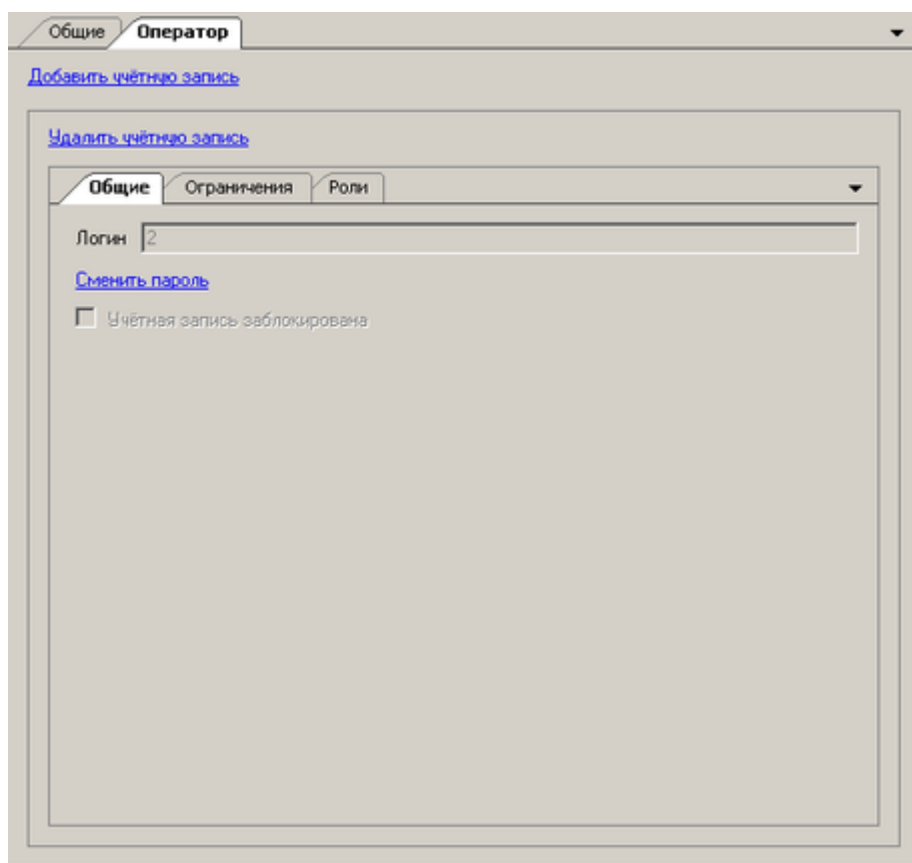 Общие Оператор
Добавить учётную запись
Удалить учётную запись
Общие Ограничения Роли
Логин 2
Сменить пароль
Учётная запись заблокирована